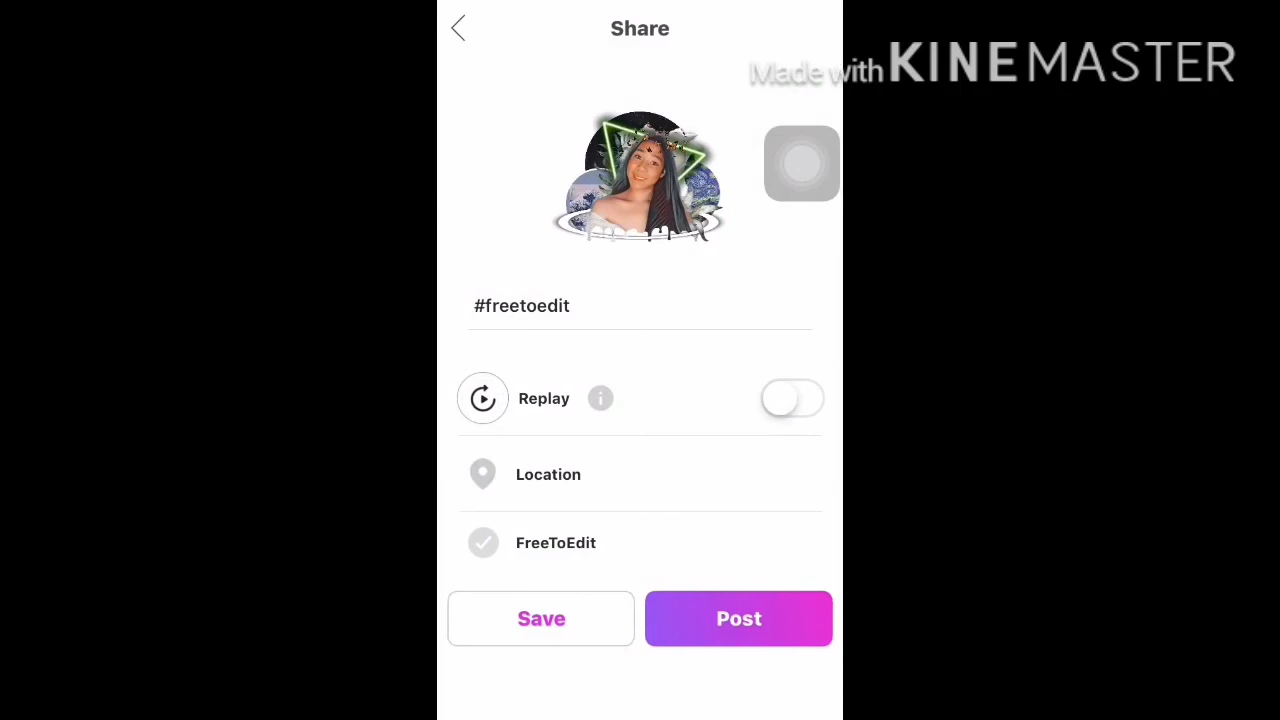 Share
Made with KINEMASTER
#freetoedit
Replay
Location
FreeToEdit
Save
Post